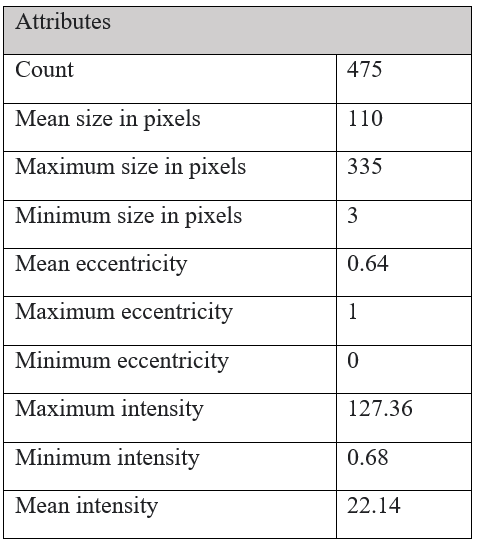 Attributes
Count 475
Mean size in pixels 110
Maximum size in pixels 335
Minimum size in pixels 3
Mean eccentricity 0.64
Maximum eccentricity 1
Minimum eccentricity 0
Maximum intensity 127.36
Minimum intensity 0.68
Mean intensity 22.14